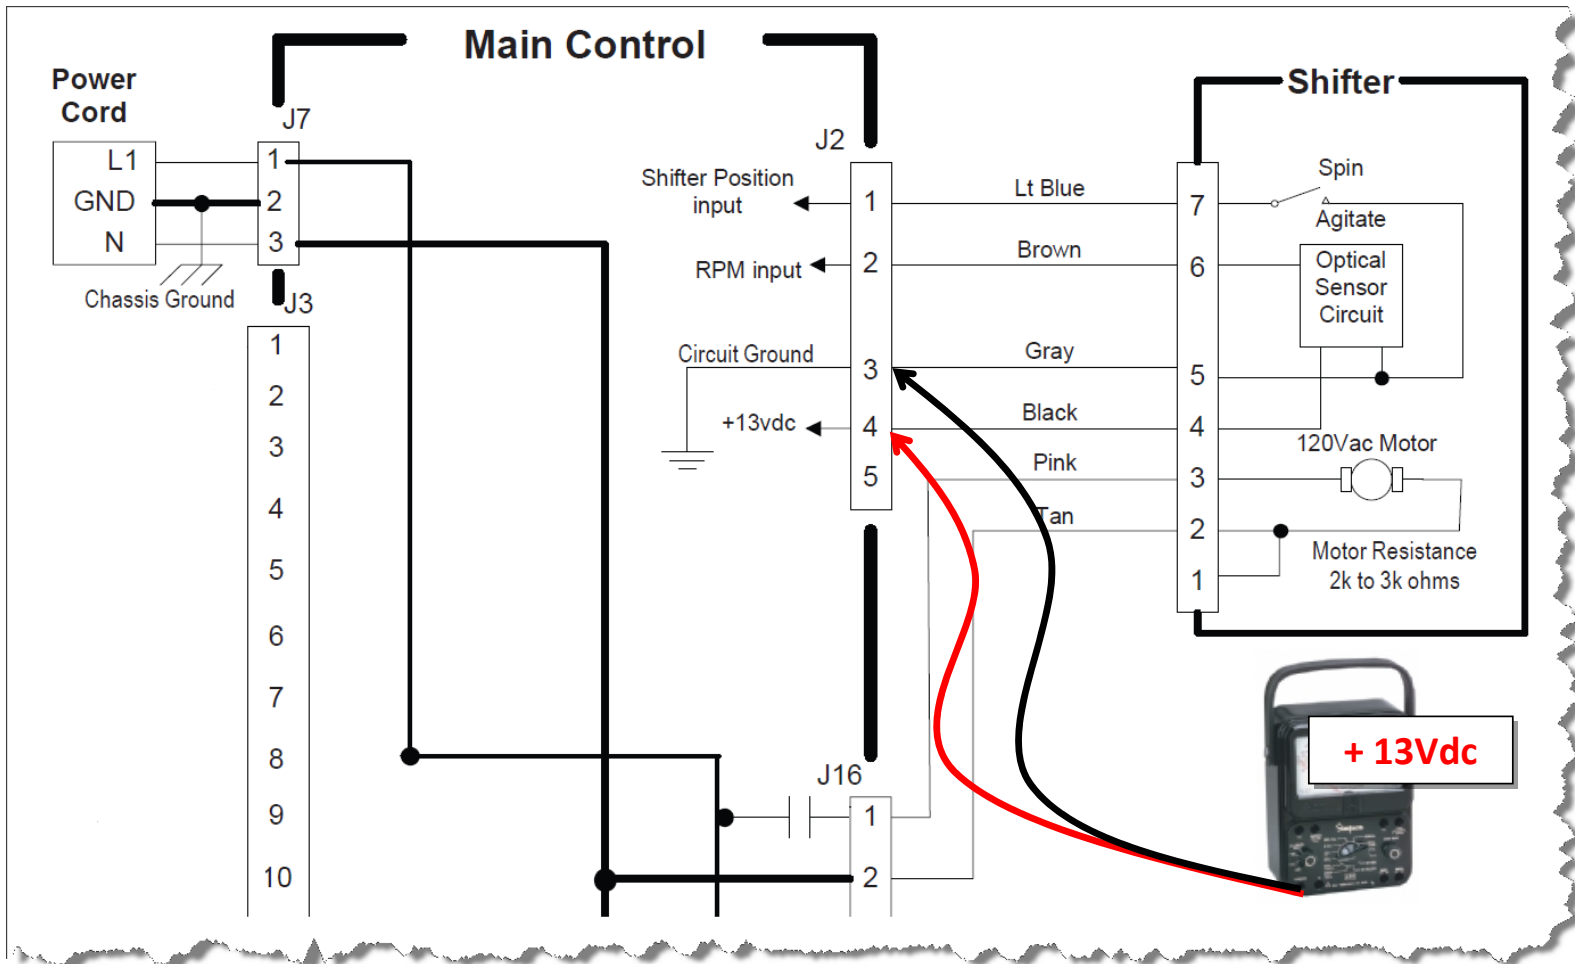 Main Control
Power
Cord
Shifter
J7
J2
L1
GND
N
1
2
3
Chassis Ground
J3
1
2
3
4
5
6
7
8
9
10
Shifter Position
input
RPM input
Circuit Ground
+13vdc
1
2
3
4
5
Lt Blue
Brown
Gray
Black
Pink
Tan
7
6
5
4
3
2
1
Spin
Agitate
Optical
Sensor
Circuit
120Vac Motor
Motor Resistance
2k to 3k ohms
J16
1
2
+ 13Vdc
Simpson